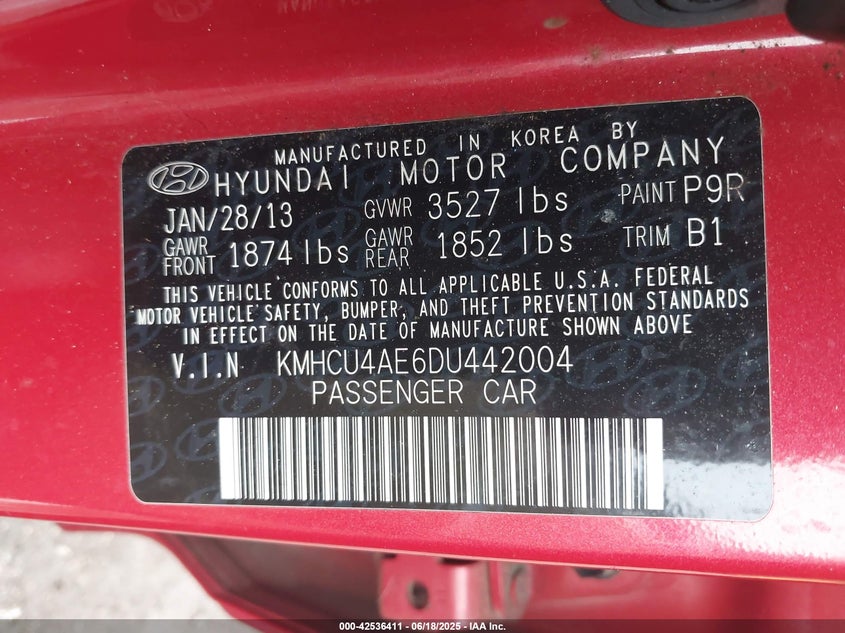 MANUFACTURED IN KOREA BY
HYUNDAI MOTOR COMPANY
JAN/28/13 GVWR 3527 lbs PAINT P9R
GAWR FRONT 1874 lbs GAWR REAR 1852 lbs TRIM B1
THIS VEHICLE CONFORMS TO ALL APPLICABLE U.S.A. FEDERAL
MOTOR VEHICLE SAFETY, BUMPER, AND THEFT PREVENTION STANDARDS
IN EFFECT ON THE DATE OF MANUFACTURE SHOWN ABOVE
V.I.N KMHCU4AE6DU442004
PASSENGER CAR
000-42536411 - 06/18/2025 - IAA Inc.